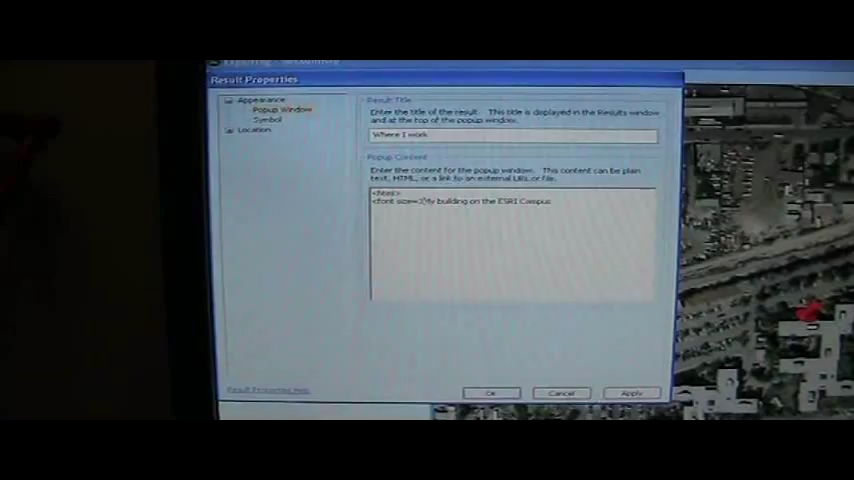 Result Properties
Appearance
Popup Window
Symbol
Location
Result Title
Enter the title of the result. This title is displayed in the Results window
and at the top of the popup window.
Where I work
Popup Content
Enter the content for the popup window. This content can be plain
text, HTML, or a link to an external URL or file.
<html>
My building on the ESRI Campus
Result Properties Help
OK
Cancel
Apply